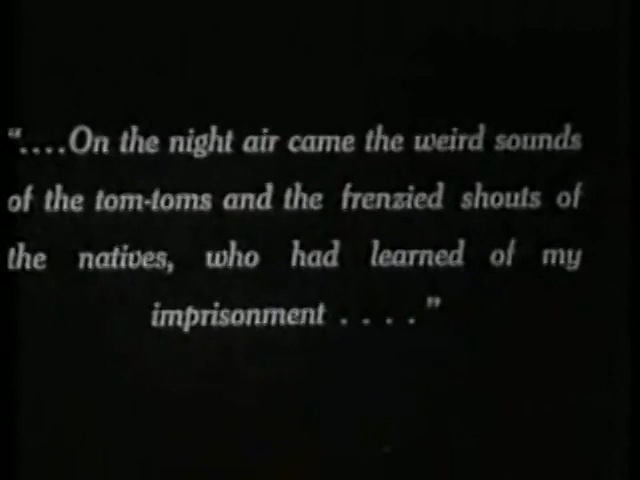 "....On the night air came the weird sounds
of the tom-toms and the frenzied shouts of
the natives, who had learned of my
imprisonment . . . ."